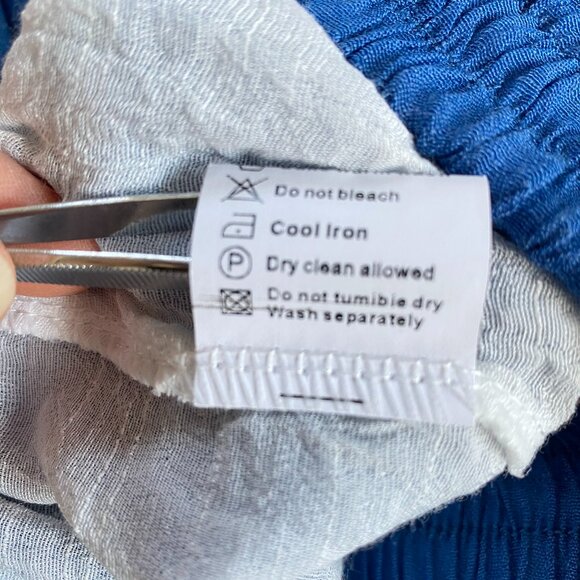 Do not bleach
Cool Iron
P Dry clean allowed
Do not tumible dry
Wash separately